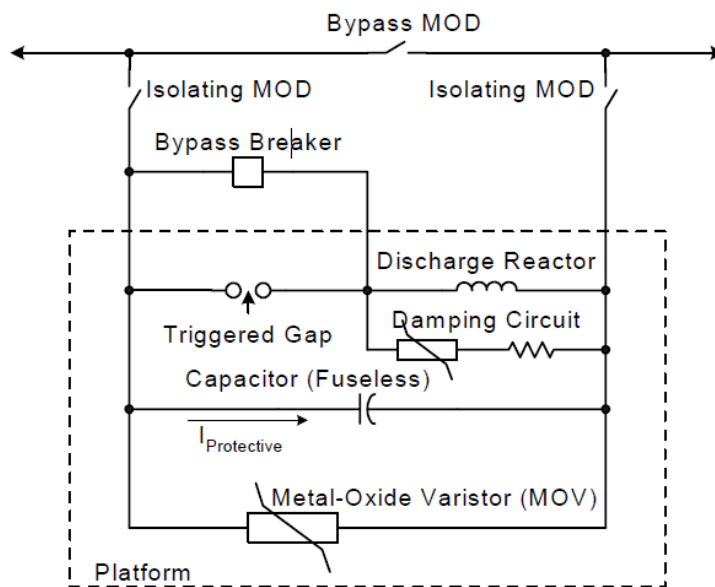 Bypass MOD
Isolating MOD
Isolating MOD
Bypass Breaker
Discharge Reactor
Triggered Gap
Damping Circuit
Capacitor (Fuseless)
IProtective
Metal-Oxide Varistor (MOV)
Platform